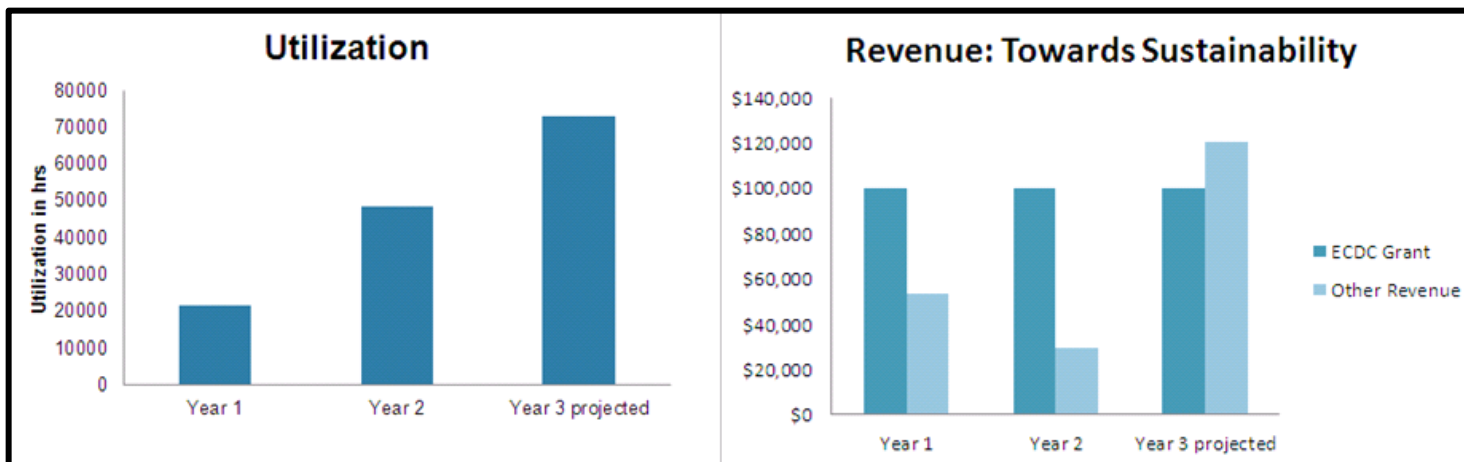 Utilization
80000
70000
60000
50000
40000
30000
20000
10000
0
Utilization in hrs
Year 1
Year 2
Year 3 projected
Revenue: Towards Sustainability
$140,000
$120,000
$100,000
$80,000
$60,000
$40,000
$20,000
$0
Year 1
Year 2
Year 3 projected
ECDC Grant
Other Revenue